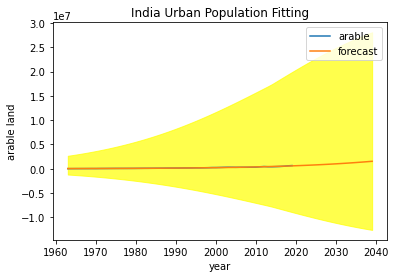 India Urban Population Fitting
1e7
arable
forecast
3.0
2.5
2.0
1.5
1.0
0.5
0.0
−0.5
−1.0
arable land
1960 1970 1980 1990 2000 2010 2020 2030 2040
year